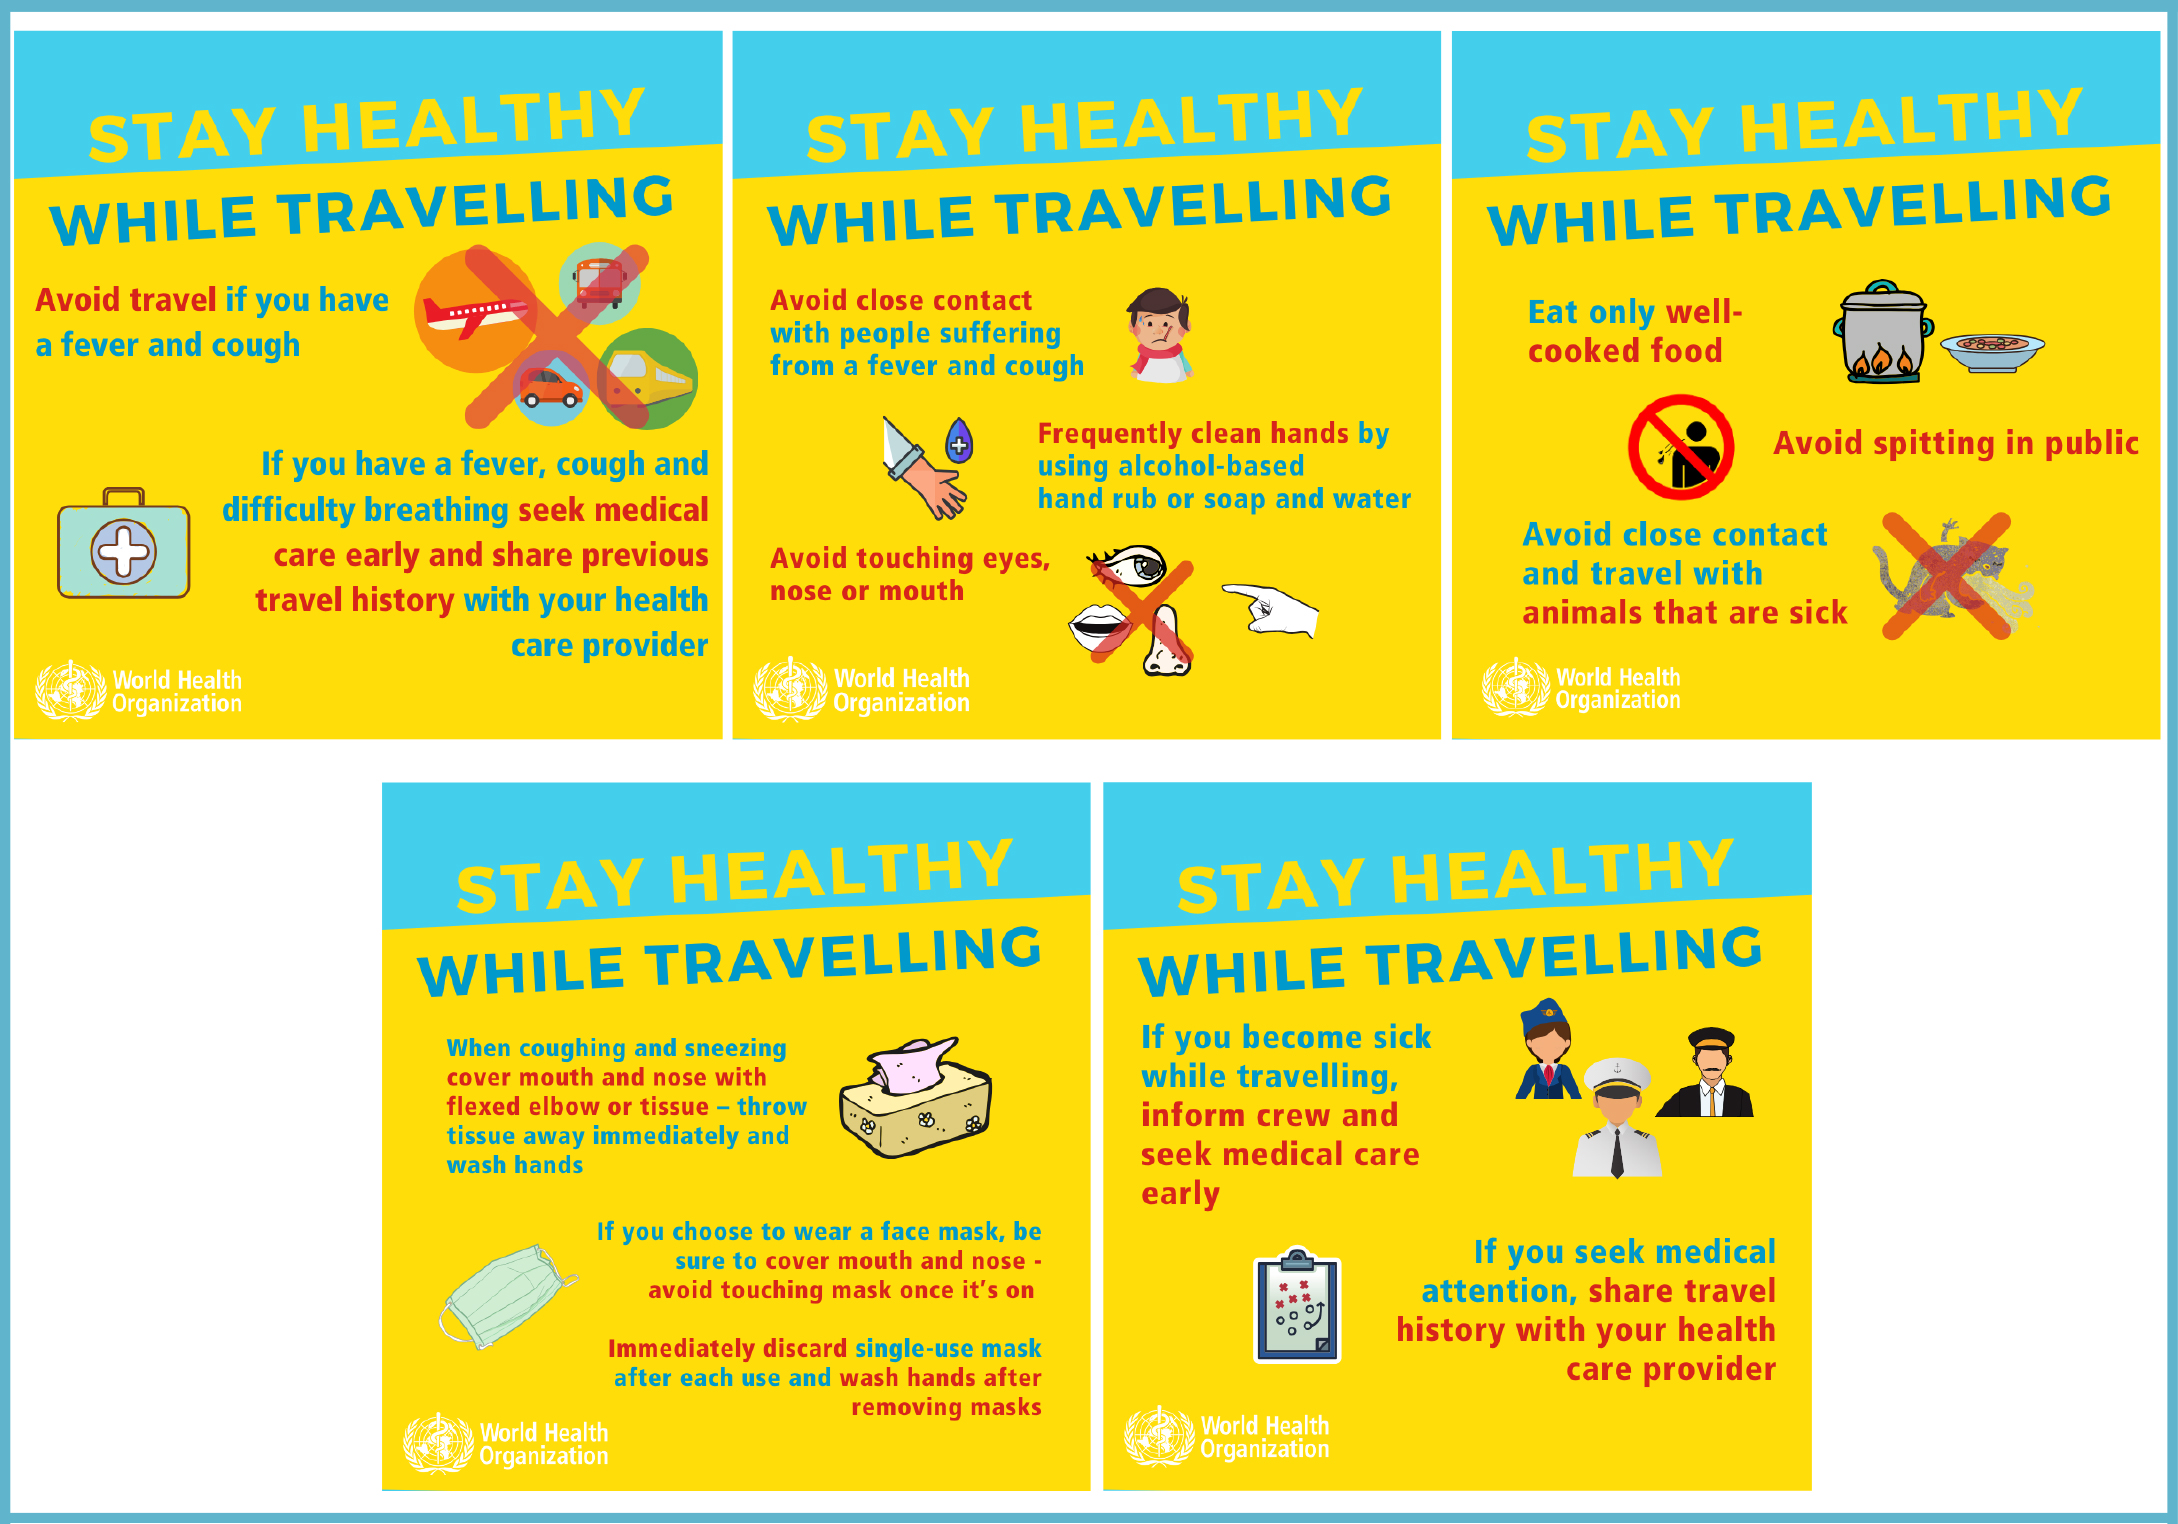 STAY HEALTHY
WHILE TRAVELLING
Avoid travel if you have
a fever and cough
If you have a fever, cough and
difficulty breathing seek medical
care early and share previous
travel history with your health
care provider
World Health
Organization
STAY HEALTHY
WHILE TRAVELLING
Avoid close contact
with people suffering
from a fever and cough
Frequently clean hands by
using alcohol-based
hand rub or soap and water
Avoid touching eyes,
nose or mouth
World Health
Organization
STAY HEALTHY
WHILE TRAVELLING
Eat only well-
cooked food
Avoid spitting in public
Avoid close contact
and travel with
animals that are sick
World Health
Organization
STAY HEALTHY
WHILE TRAVELLING
When coughing and sneezing
cover mouth and nose with
flexed elbow or tissue – throw
tissue away immediately and
wash hands
If you choose to wear a face mask, be
sure to cover mouth and nose -
avoid touching mask once it's on
Immediately discard single-use mask
after each use and wash hands after
removing masks
World Health
Organization
STAY HEALTHY
WHILE TRAVELLING
If you become sick
while travelling,
inform crew and
seek medical care
early
If you seek medical
attention, share travel
history with your health
care provider
World Health
Organization